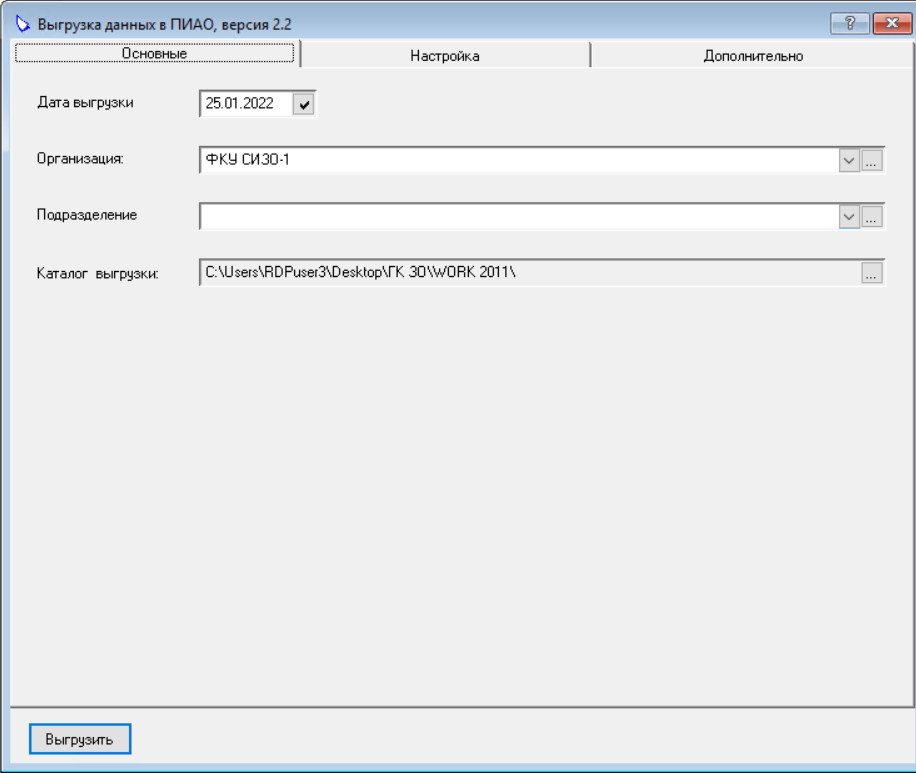 Выгрузка данных в ПИАО, версия 2.2
Основные
Настройка
Дополнительно
Дата выгрузки
25.01.2022
Организация:
ФКУ СИЗО-1
...
Подразделение
...
Каталог выгрузки:
C:\Users\RDPuser3\Desktop\ГК ЗО\WORK 2011\
...
Выгрузить